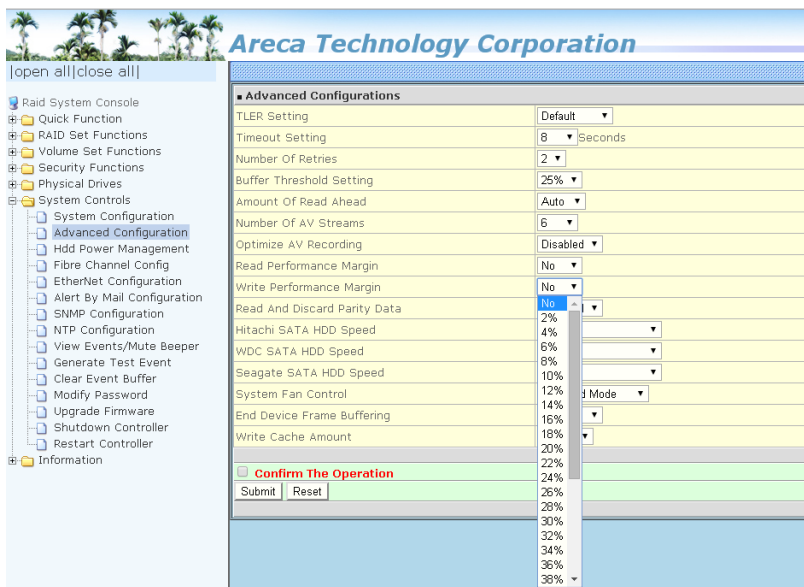 Areca Technology Corporation
|open all|close all|
Raid System Console
Quick Function
RAID Set Functions
Volume Set Functions
Security Functions
Physical Drives
System Controls
System Configuration
Advanced Configuration
Hdd Power Management
Fibre Channel Config
EtherNet Configuration
Alert By Mail Configuration
SNMP Configuration
NTP Configuration
View Events/Mute Beeper
Generate Test Event
Clear Event Buffer
Modify Password
Upgrade Firmware
Shutdown Controller
Restart Controller
Information
Advanced Configurations
TLER Setting Default
Timeout Setting 8 Seconds
Number Of Retries 2
Buffer Threshold Setting 25%
Amount Of Read Ahead Auto
Number Of AV Streams 6
Optimize AV Recording Disabled
Read Performance Margin No
Write Performance Margin No
Read And Discard Parity Data
Hitachi SATA HDD Speed
WDC SATA HDD Speed
Seagate SATA HDD Speed
System Fan Control Mode
End Device Frame Buffering
Write Cache Amount
No
2%
4%
6%
8%
10%
12%
14%
16%
18%
20%
22%
24%
26%
28%
30%
32%
34%
36%
38%
Confirm The Operation
Submit Reset